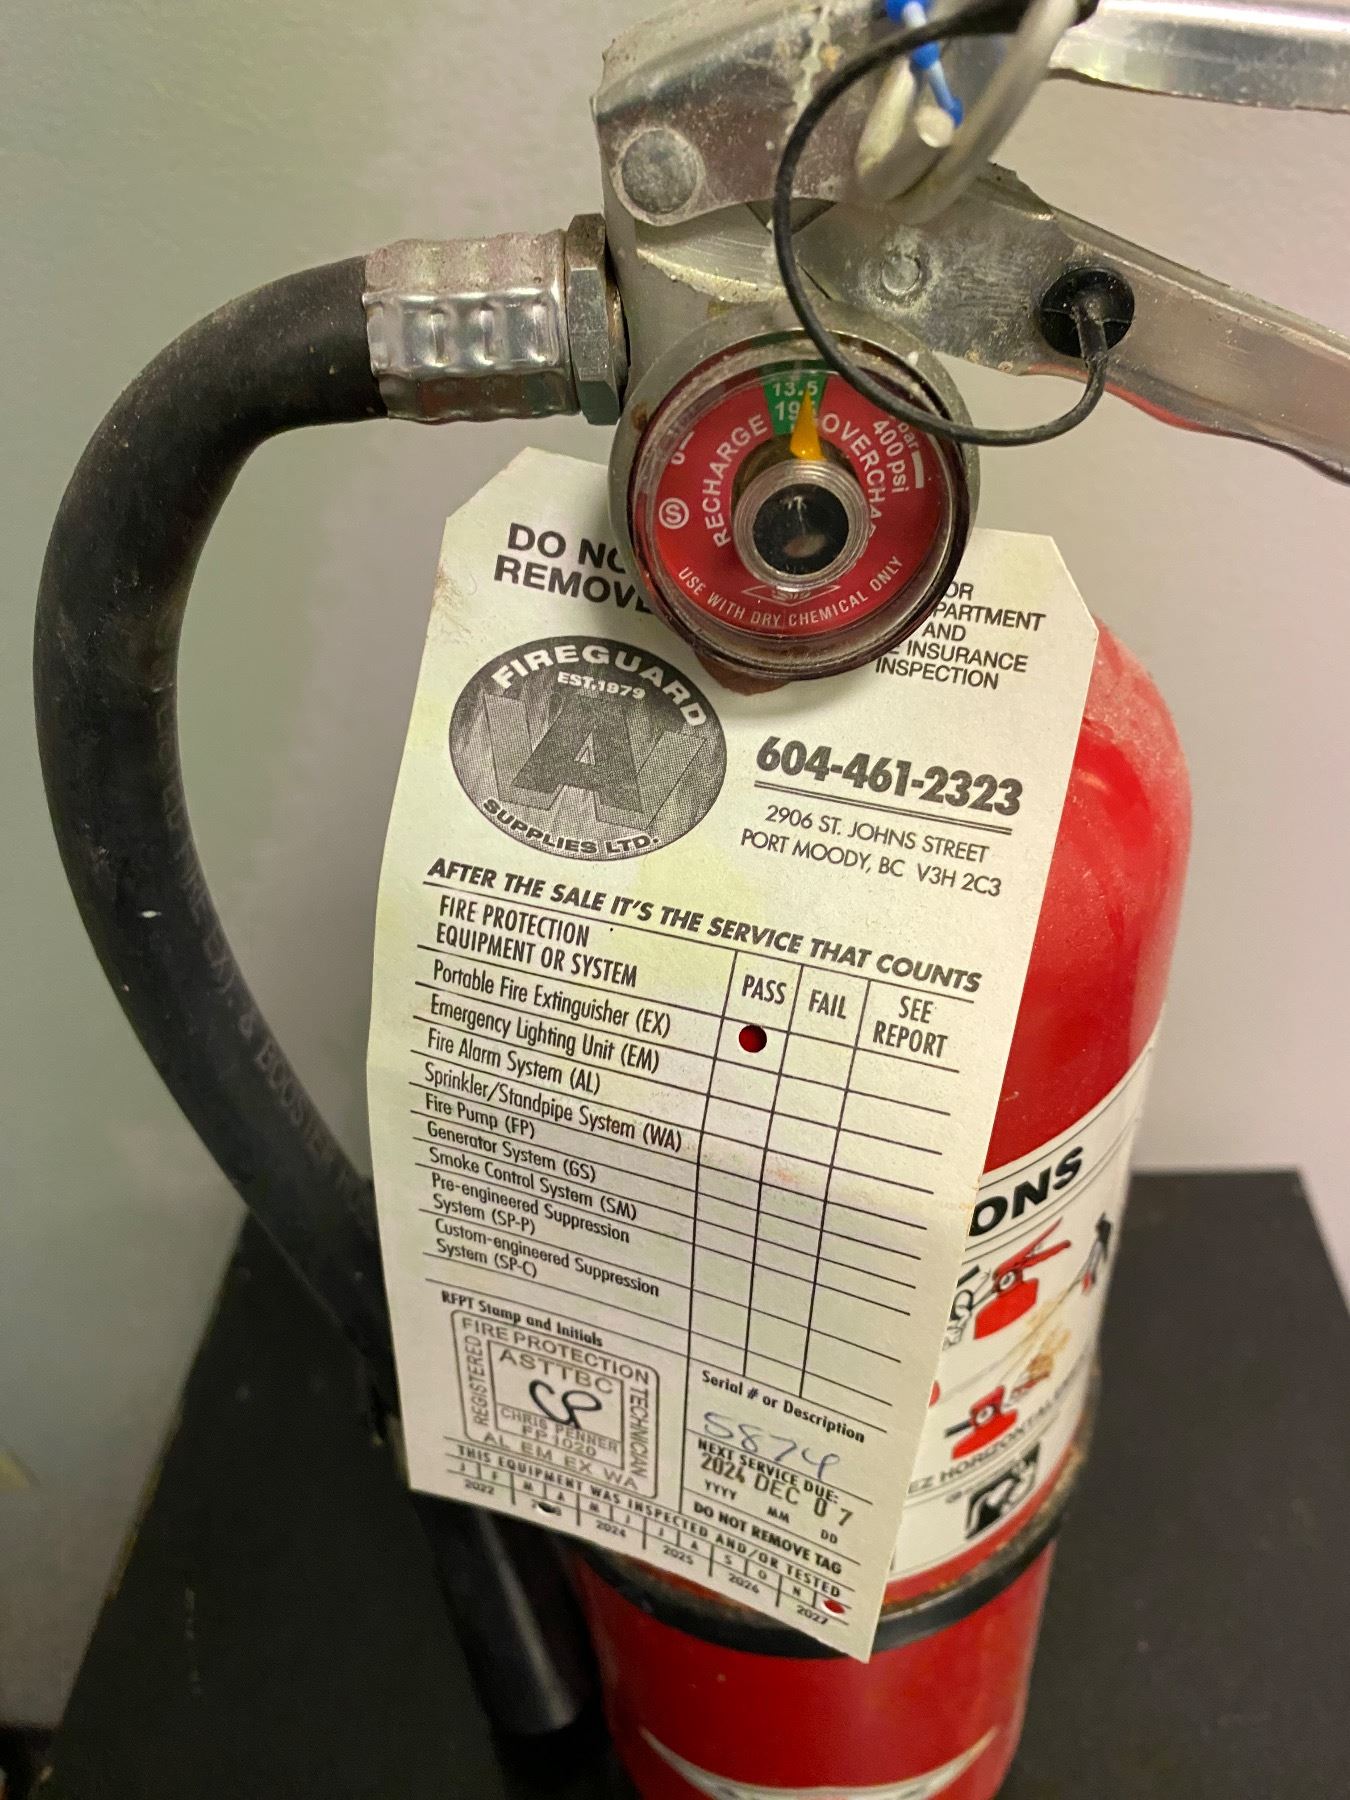 13.5
195
0
bar
400 psi
RECHARGE
OVERCHA
S
USE WITH DRY CHEMICAL ONLY
DO NO
REMOVE
OR
PARTMENT
AND
E INSURANCE
INSPECTION
FIREGUARD
EST.1979
SUPPLIES LTD.
604-461-2323
2906 ST. JOHNS STREET
PORT MOODY, BC V3H 2C3
AFTER THE SALE IT'S THE SERVICE THAT COUNTS
FIRE PROTECTION
EQUIPMENT OR SYSTEM
PASS
FAIL
SEE
REPORT
Portable Fire Extinguisher (EX)
Emergency Lighting Unit (EM)
Fire Alarm System (AL)
Sprinkler/Standpipe System (WA)
Fire Pump (FP)
Generator System (GS)
Smoke Control System (SM)
Pre-engineered Suppression
System (SP-P)
Custom-engineered Suppression
System (SP-C)
RFPT Stamp and Initials
FIRE PROTECTION
REGISTERED
TECHNICIAN
ASTTBC
CP
CHRIS PENNER
FP1020
AL EM EX WA
Serial # or Description
5874
NEXT SERVICE DUE:
2024 DEC 07
YYYY MM DD
DO NOT REMOVE TAG
THIS EQUIPMENT WAS INSPECTED AND/OR TESTED
J F M A M J J A S O N
2022 2024 2025 2026 2027
ONS
EZ HORIZONTAL